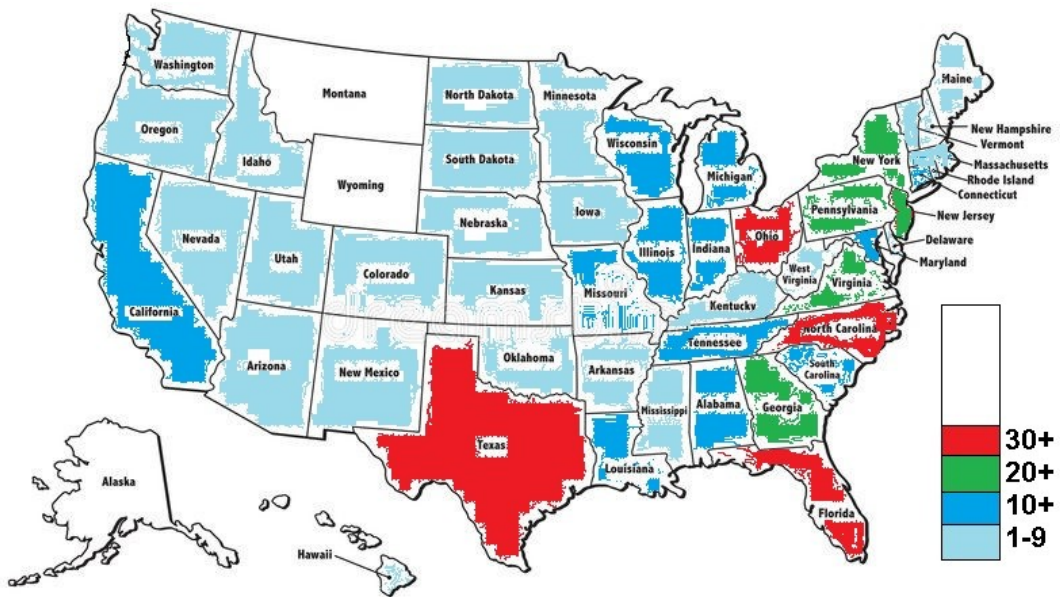 Washington
Montana
North Dakota
Minnesota
Maine
Oregon
Idaho
South Dakota
Wisconsin
Michigan
New York
New Hampshire
Vermont
Massachusetts
Rhode Island
Connecticut
Wyoming
Nebraska
Iowa
Pennsylvania
New Jersey
Nevada
Utah
Colorado
Kansas
Missouri
Illinois
Indiana
Ohio
West
Virginia
Virginia
Delaware
Maryland
California
Kentucky
Arizona
New Mexico
Oklahoma
Arkansas
Tennessee
North Carolina
South
Carolina
Mississippi
Alabama
Georgia
Texas
Louisiana
Florida
Alaska
Hawaii
30+
20+
10+
1-9